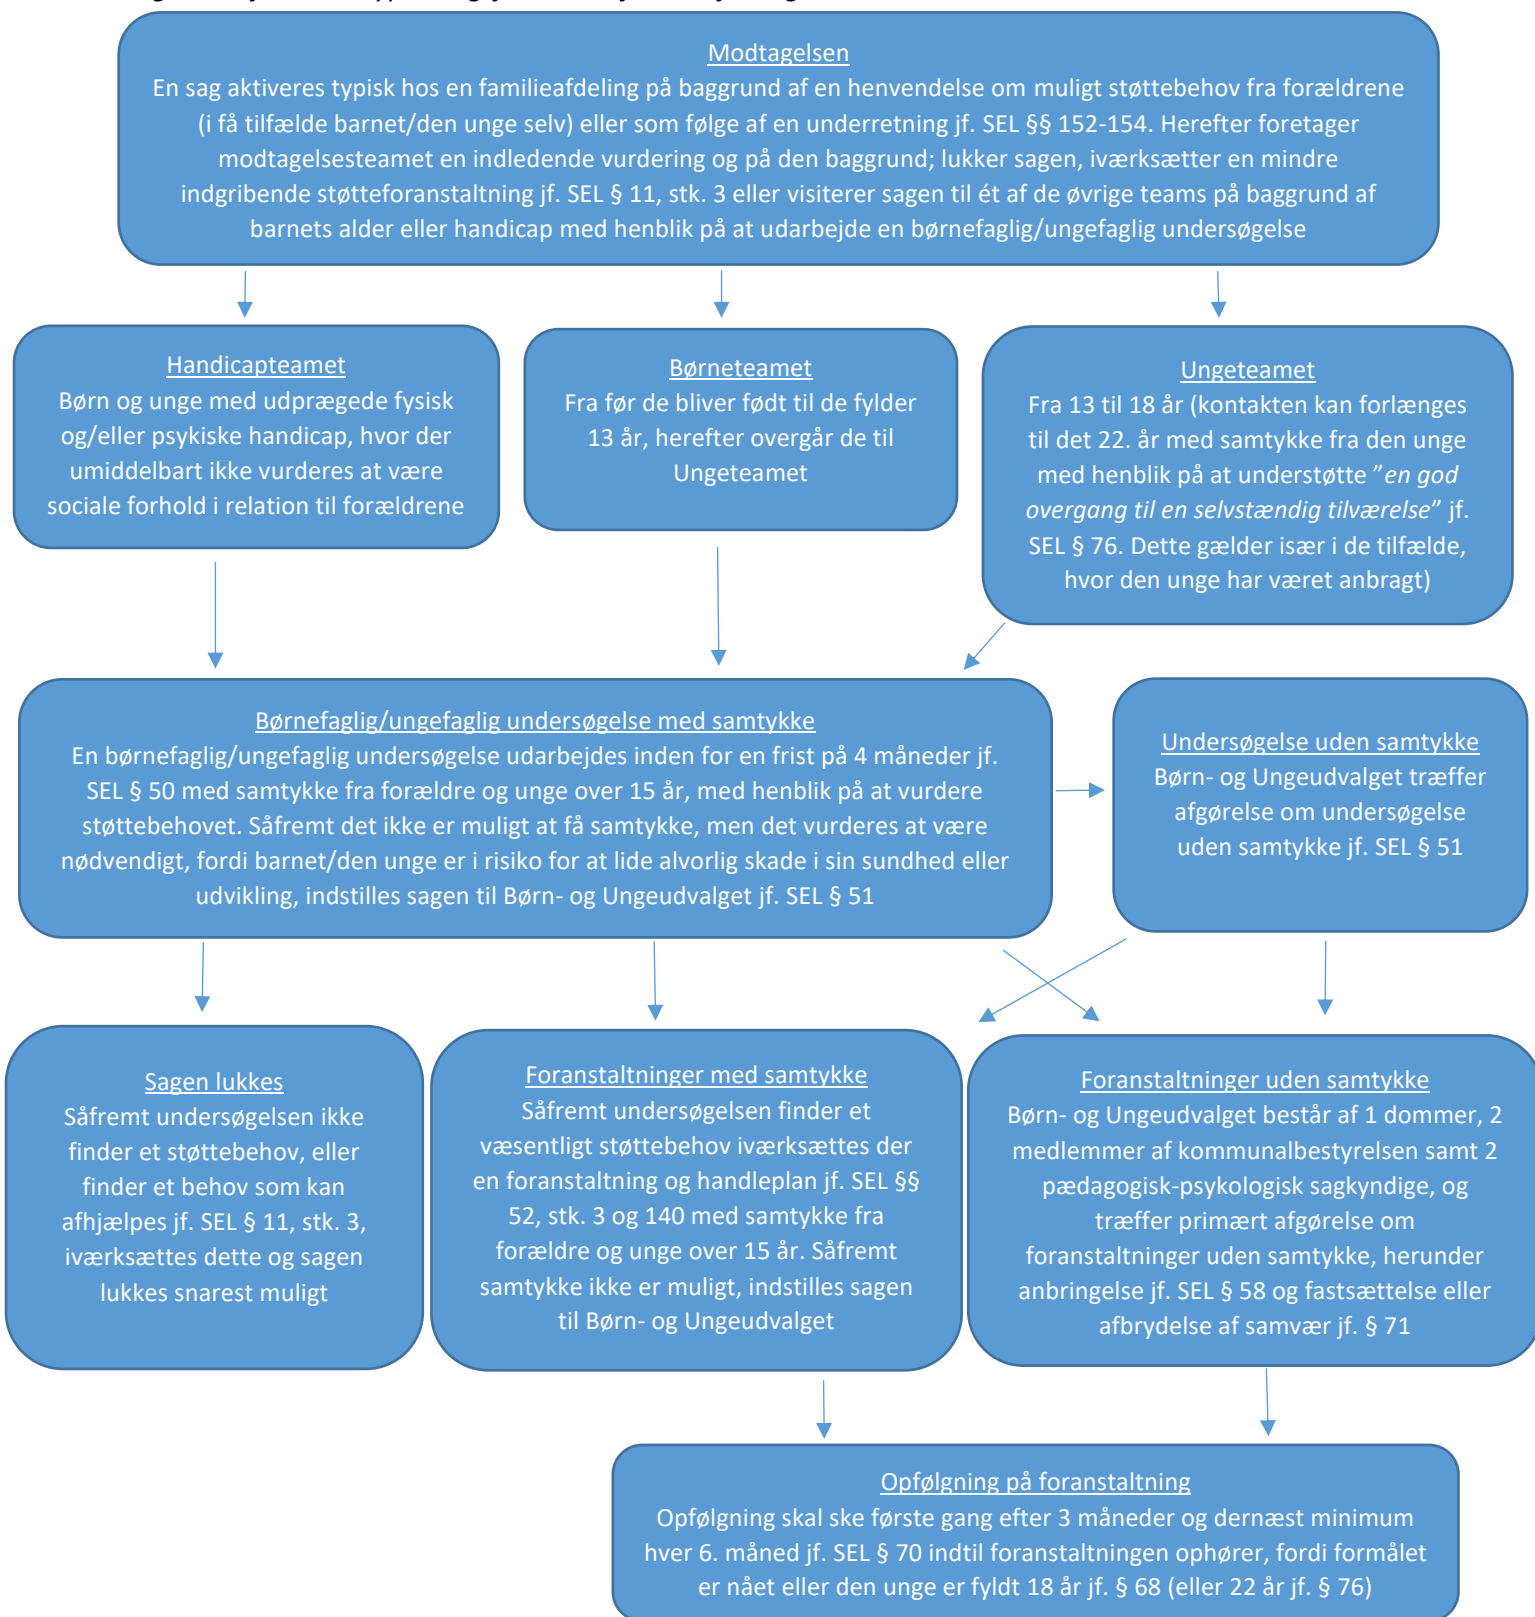 Modtagelsen
En sag aktiveres typisk hos en familieafdeling på baggrund af en henvendelse om muligt støttebehov fra forældrene
(i få tilfælde barnet/den unge selv) eller som følge af en underretning jf. SEL §§ 152-154. Herefter foretager
modtagelsesteamet en indledende vurdering og på den baggrund; lukker sagen, iværksætter en mindre
indgribende støtteforanstaltning jf. SEL § 11, stk. 3 eller visiterer sagen til ét af de øvrige teams på baggrund af
barnets alder eller handicap med henblik på at udarbejde en børnefaglig/ungefaglig undersøgelse
Handicapteamet
Børn og unge med udprægede fysisk
og/eller psykiske handicap, hvor der
umiddelbart ikke vurderes at være
sociale forhold i relation til forældrene
Børneteamet
Fra før de bliver født til de fylder
13 år, herefter overgår de til
Ungeteamet
Ungeteamet
Fra 13 til 18 år (kontakten kan forlænges
til det 22. år med samtykke fra den unge
med henblik på at understøtte ”en god
overgang til en selvstændig tilværelse” jf.
SEL § 76. Dette gælder især i de tilfælde,
hvor den unge har været anbragt)
Børnefaglig/ungefaglig undersøgelse med samtykke
En børnefaglig/ungefaglig undersøgelse udarbejdes inden for en frist på 4 måneder jf.
SEL § 50 med samtykke fra forældre og unge over 15 år, med henblik på at vurdere
støttebehovet. Såfremt det ikke er muligt at få samtykke, men det vurderes at være
nødvendigt, fordi barnet/den unge er i risiko for at lide alvorlig skade i sin sundhed eller
udvikling, indstilles sagen til Børn- og Ungeudvalget jf. SEL § 51
Undersøgelse uden samtykke
Børn- og Ungeudvalget træffer
afgørelse om undersøgelse
uden samtykke jf. SEL § 51
Sagen lukkes
Såfremt undersøgelsen ikke
finder et støttebehov, eller
finder et behov som kan
afhjælpes jf. SEL § 11, stk. 3,
iværksættes dette og sagen
lukkes snarest muligt
Foranstaltninger med samtykke
Såfremt undersøgelsen finder et
væsentligt støttebehov iværksættes der
en foranstaltning og handleplan jf. SEL §§
52, stk. 3 og 140 med samtykke fra
forældre og unge over 15 år. Såfremt
samtykke ikke er muligt, indstilles sagen
til Børn- og Ungeudvalget
Foranstaltninger uden samtykke
Børn- og Ungeudvalget består af 1 dommer, 2
medlemmer af kommunalbestyrelsen samt 2
pædagogisk-psykologisk sagkyndige, og
træffer primært afgørelse om
foranstaltninger uden samtykke, herunder
anbringelse jf. SEL § 58 og fastsættelse eller
afbrydelse af samvær jf. § 71
Opfølgning på foranstaltning
Opfølgning skal ske første gang efter 3 måneder og dernæst minimum
hver 6. måned jf. SEL § 70 indtil foranstaltningen ophører, fordi formålet
er nået eller den unge er fyldt 18 år jf. § 68 (eller 22 år jf. § 76)